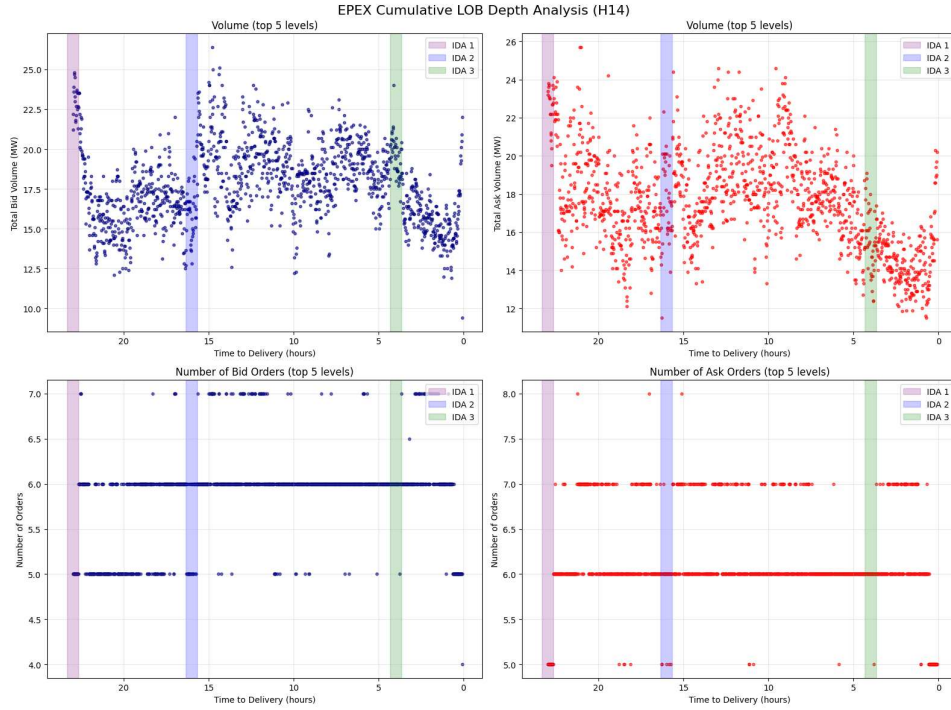 EPEX Cumulative LOB Depth Analysis (H14)
Volume (top 5 levels)
Total Bid Volume (MW)
25.0
22.5
20.0
17.5
15.0
12.5
10.0
20
15
10
5
0
Time to Delivery (hours)
IDA 1
IDA 2
IDA 3
Volume (top 5 levels)
Total Ask Volume (MW)
26
24
22
20
18
16
14
12
20
15
10
5
0
Time to Delivery (hours)
IDA 1
IDA 2
IDA 3
Number of Bid Orders (top 5 levels)
Number of Orders
7.0
6.5
6.0
5.5
5.0
4.5
4.0
20
15
10
5
0
Time to Delivery (hours)
IDA 1
IDA 2
IDA 3
Number of Ask Orders (top 5 levels)
Number of Orders
8.0
7.5
7.0
6.5
6.0
5.5
5.0
20
15
10
5
0
Time to Delivery (hours)
IDA 1
IDA 2
IDA 3